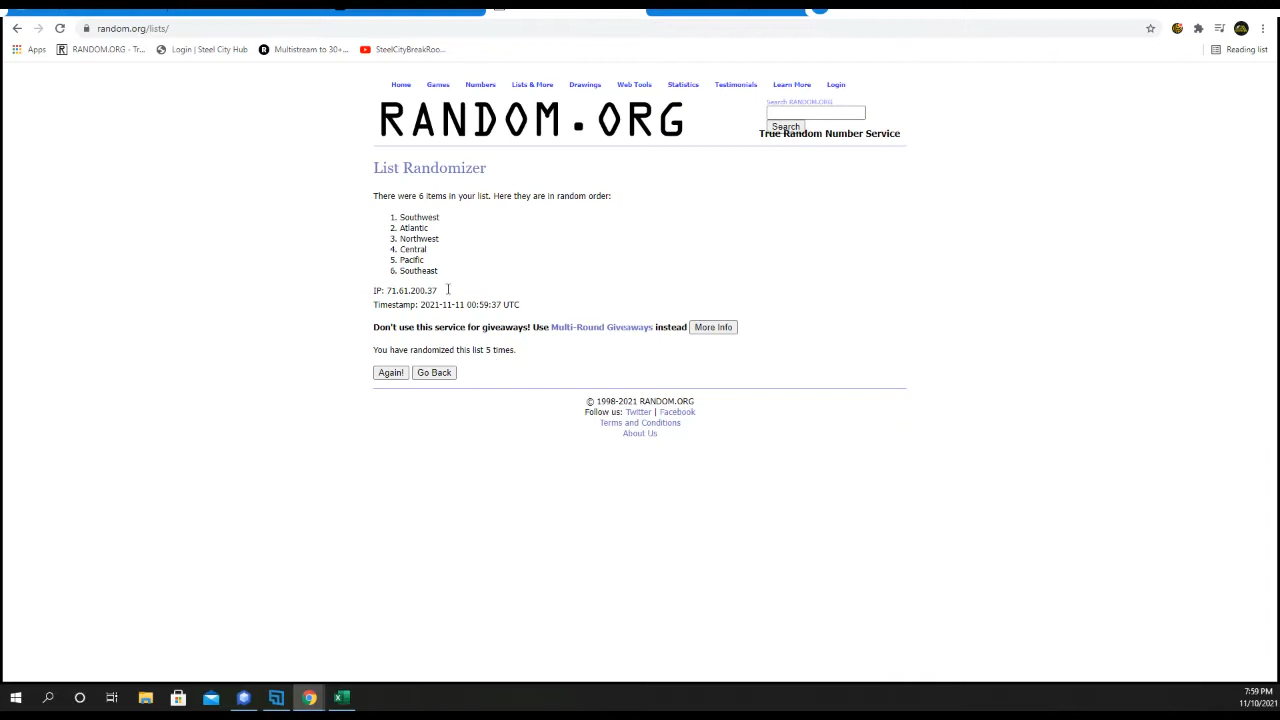 random.org/lists/
Apps RANDOM.ORG - Tr... Login | Steel City Hub Multistream to 30+... SteelCityBreakRoo... Reading list
Home Games Numbers Lists & More Drawings Web Tools Statistics Testimonials Learn More Login
RANDOM.ORG
Search RANDOM.ORG
Search
True Random Number Service
List Randomizer
There were 6 items in your list. Here they are in random order:
1. Southwest
2. Atlantic
3. Northwest
4. Central
5. Pacific
6. Southeast
IP: 71.61.200.37
Timestamp: 2021-11-11 00:59:37 UTC
Don't use this service for giveaways! Use Multi-Round Giveaways instead More Info
You have randomized this list 5 times.
Again! Go Back
© 1998-2021 RANDOM.ORG
Follow us: Twitter | Facebook
Terms and Conditions
About Us
7:59 PM
11/10/2021